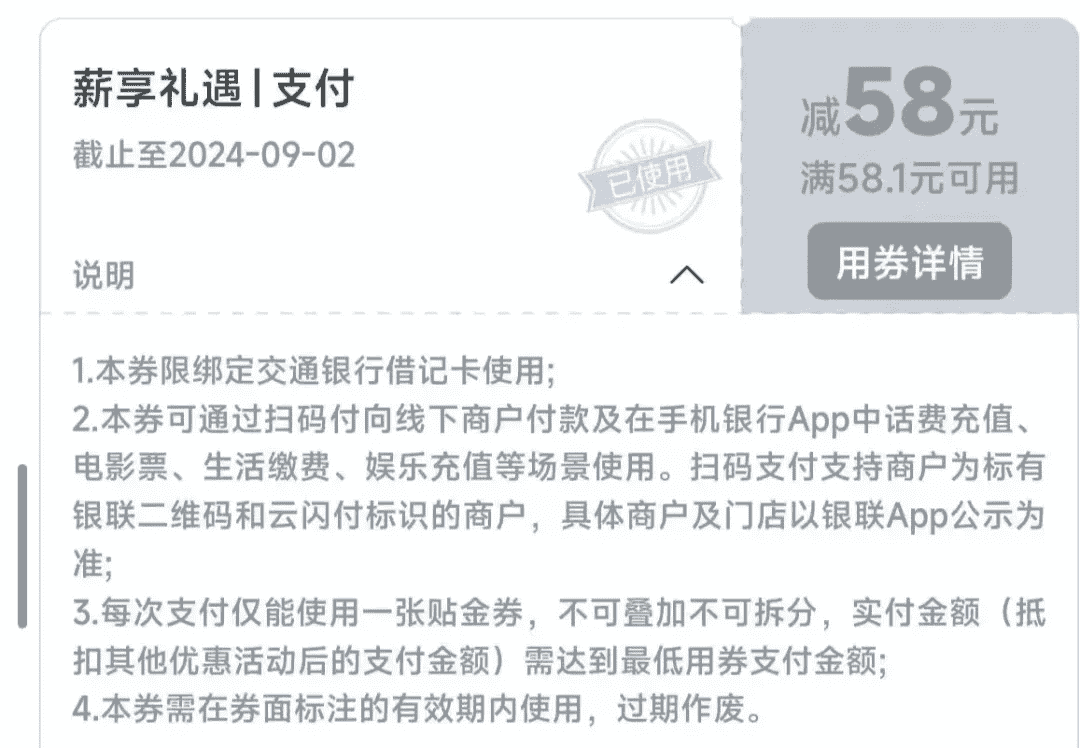 薪享礼遇|支付
截止至2024-09-02
已使用
减58元
满58.1元可用
用券详情
说明
1.本券限绑定交通银行借记卡使用;
2.本券可通过扫码付向线下商户付款及在手机银行App中话费充值、
电影票、生活缴费、娱乐充值等场景使用。扫码支付支持商户为标有
银联二维码和云闪付标识的商户，具体商户及门店以银联App公示为
准;
3.每次支付仅能使用一张贴金券，不可叠加不可拆分，实付金额（抵
扣其他优惠活动后的支付金额）需达到最低用券支付金额;
4.本券需在券面标注的有效期内使用，过期作废。